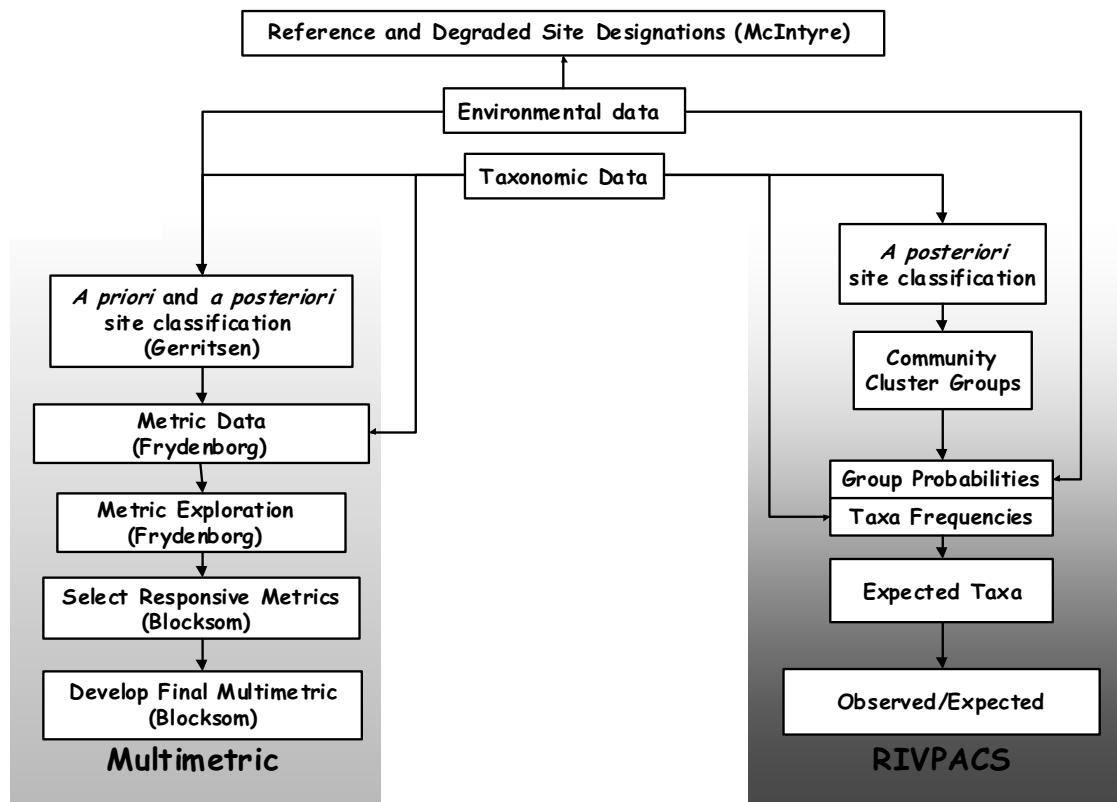 Reference and Degraded Site Designations (McIntyre)
Environmental data
Taxonomic Data
A priori and a posteriori
site classification
(Gerritsen)
Metric Data
(Frydenborg)
Metric Exploration
(Frydenborg)
Select Responsive Metrics
(Blocksom)
Develop Final Multimetric
(Blocksom)
Multimetric
A posteriori
site classification
Community
Cluster Groups
Group Probabilities
Taxa Frequencies
Expected Taxa
Observed/Expected
RIVPACS